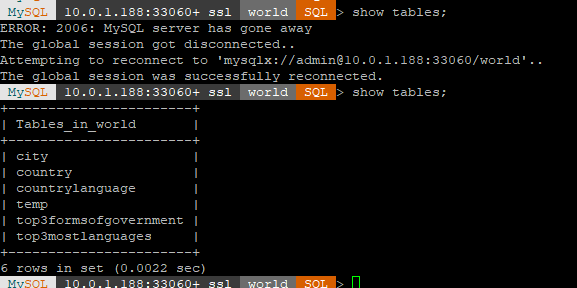 MySQL 10.0.1.188:33060+ ssl world SQL > show tables;
ERROR: 2006: MySQL server has gone away
The global session got disconnected..
Attempting to reconnect to 'mysqlx://admin@10.0.1.188:33060/world'..
The global session was successfully reconnected.
MySQL 10.0.1.188:33060+ ssl world SQL > show tables;
+----------------------+
| Tables_in_world      |
+----------------------+
| city                 |
| country              |
| countrylanguage      |
| temp                 |
| top3formsofgovernment |
| top3mostlanguages    |
+----------------------+
6 rows in set (0.0022 sec)
MySQL 10.0.1.188:33060+ ssl world SQL >